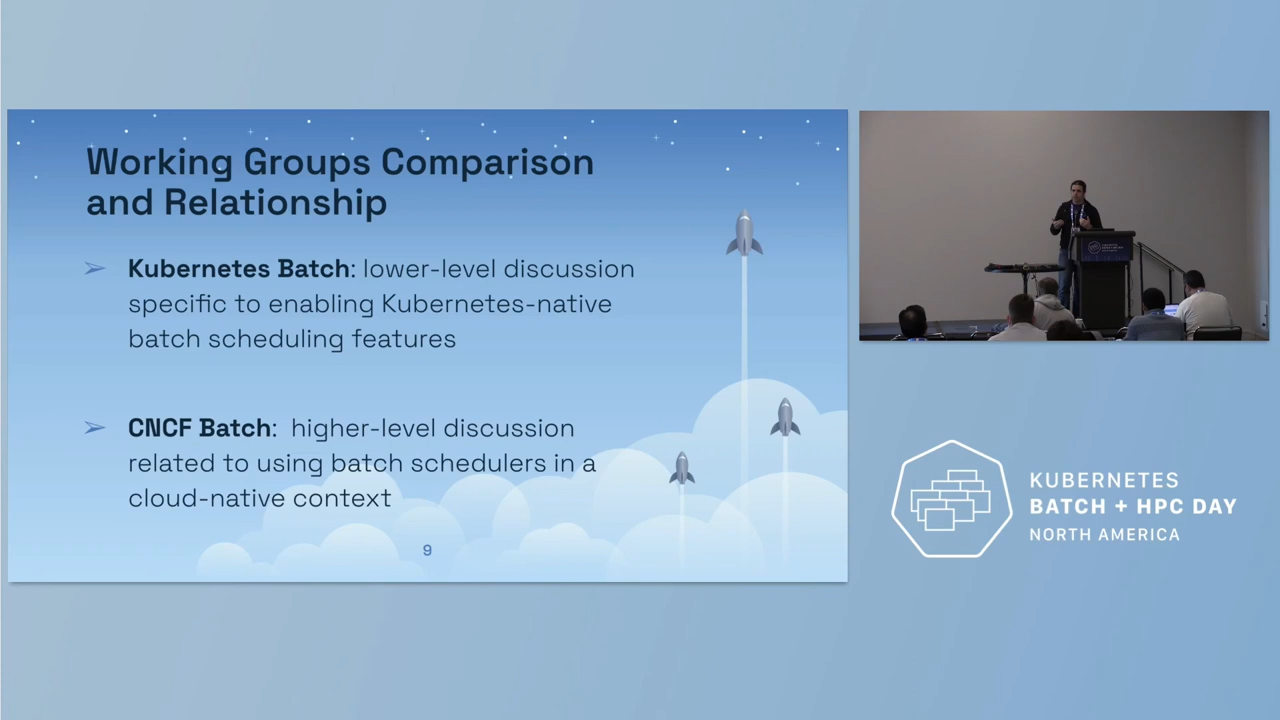 Working Groups Comparison
and Relationship
➢ Kubernetes Batch: lower-level discussion
specific to enabling Kubernetes-native
batch scheduling features
➢ CNCF Batch: higher-level discussion
related to using batch schedulers in a
cloud-native context
9
KUBERNETES
BATCH + HPC DAY
NORTH AMERICA